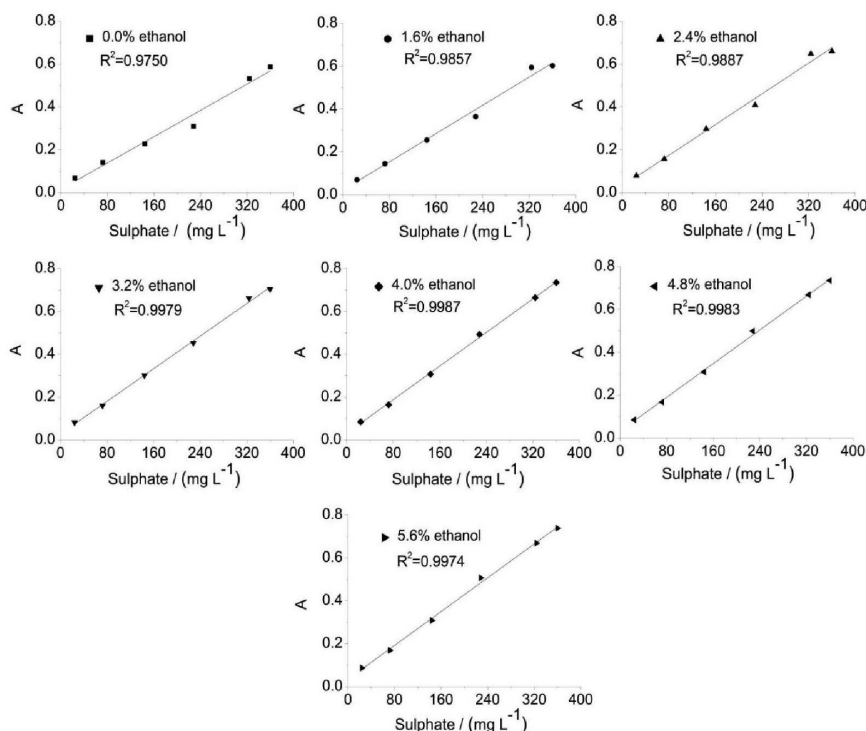 0.0% ethanol
R²=0.9750
0.8
0.6
0.4
0.2
0.0
A
0 80 160 240 320 400
Sulphate / (mg L⁻¹)
1.6% ethanol
R²=0.9857
0.8
0.6
0.4
0.2
0.0
A
0 80 160 240 320 400
Sulphate / (mg L⁻¹)
2.4% ethanol
R²=0.9887
0.8
0.6
0.4
0.2
0.0
A
0 80 160 240 320 400
Sulphate / (mg L⁻¹)
3.2% ethanol
R²=0.9979
0.8
0.6
0.4
0.2
0.0
A
0 80 160 240 320 400
Sulphate / (mg L⁻¹)
4.0% ethanol
R²=0.9987
0.8
0.6
0.4
0.2
0.0
A
0 80 160 240 320 400
Sulphate / (mg L⁻¹)
4.8% ethanol
R²=0.9983
0.8
0.6
0.4
0.2
0.0
A
0 80 160 240 320 400
Sulphate / (mg L⁻¹)
5.6% ethanol
R²=0.9974
0.8
0.6
0.4
0.2
0.0
A
0 80 160 240 320 400
Sulphate / (mg L⁻¹)